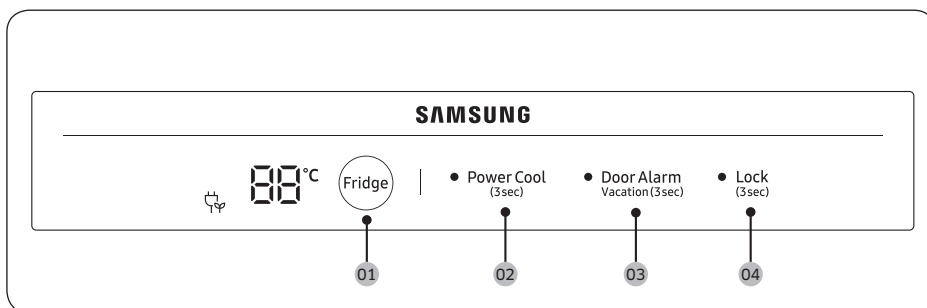 SAMSUNG
88°C
Fridge
Power Cool
(3sec)
Door Alarm
Vacation(3sec)
Lock
(3sec)
01
02
03
04